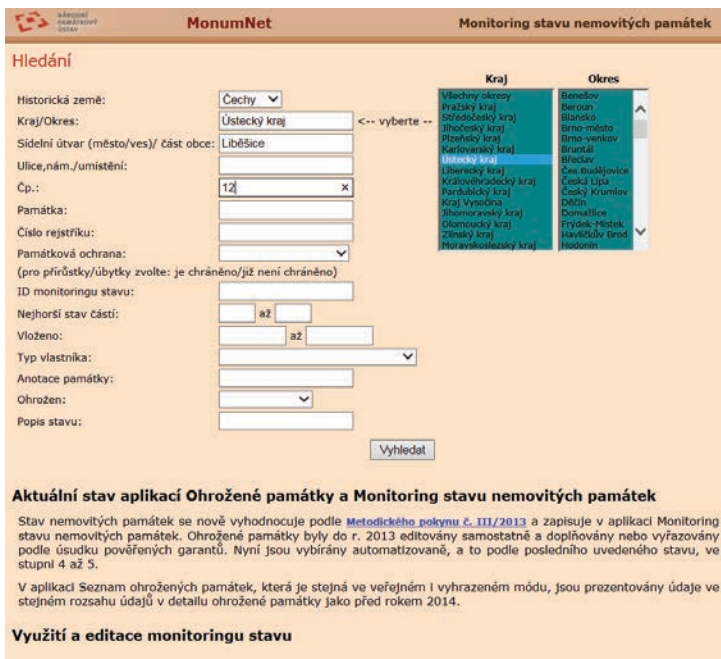 NÁRODNÍ
PAMÁTKOVÝ
ÚSTAV
MonumNet
Monitoring stavu nemovitých památek
Hledání
Historická země: Čechy
Kraj/Okres: Ústecký kraj <-- vyberte --
Sídelní útvar (město/ves)/ část obce: Liběšice
Ulice,nám./umistění:
Čp.: 12 ×
Památka:
Číslo rejstříku:
Památková ochrana:
(pro přírůstky/úbytky zvolte: je chráněno/již není chráněno)
ID monitoringu stavu:
Nejhorší stav částí: až
Vloženo: až
Typ vlastníka:
Anotace památky:
Ohrožen:
Popis stavu:
Vyhledat
Kraj
Všechny okresy
Pražský kraj
Středočeský kraj
Jihočeský kraj
Plzeňský kraj
Karlovarský kraj
Ústecký kraj
Liberecký kraj
Královéhradecký kraj
Pardubický kraj
Kraj Vysočina
Jihomoravský kraj
Olomoucký kraj
Zlínský kraj
Moravskoslezský kraj
Okres
Benešov
Beroun
Blansko
Brno-město
Brno-venkov
Bruntál
Břeclav
Čes.Budějovice
Česká Lípa
Český Krumlov
Děčín
Domažlice
Frýdek-Místek
Havlíčkův Brod
Hodonín
Aktuální stav aplikací Ohrožené památky a Monitoring stavu nemovitých památek
Stav nemovitých památek se nově vyhodnocuje podle Metodického pokynu č. III/2013 a zapisuje v aplikaci Monitoring
stavu nemovitých památek. Ohrožené památky byly do r. 2013 editovány samostatně a doplňovány nebo vyřazovány
podle úsudku pověřených garantů. Nyní jsou vybírány automatizovaně, a to podle posledního uvedeného stavu, ve
stupni 4 až 5.
V aplikaci Seznam ohrožených památek, která je stejná ve veřejném i vyhrazeném módu, jsou prezentovány údaje ve
stejném rozsahu údajů v detailu ohrožené památky jako před rokem 2014.
Využití a editace monitoringu stavu